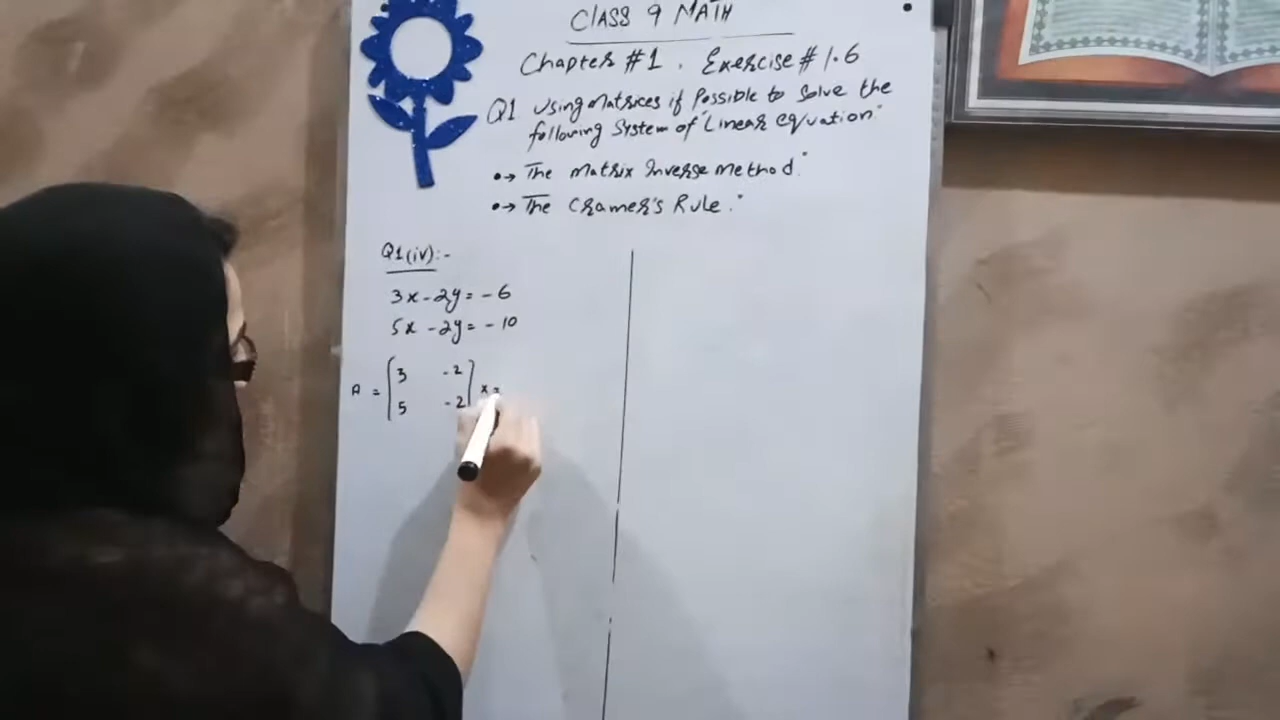 CLASS 9 MATH
Chapter #1 . Exercise # 1.6
Q1 Using Matrices if Possible to Solve the
following System of "Linear equation"
•→ The Matrix Inverse Method."
•→ The Cramer's Rule."
Q1(iv):-
3x-2y= -6
5x -2y= -10
A = [3 -2
5 -2] x=